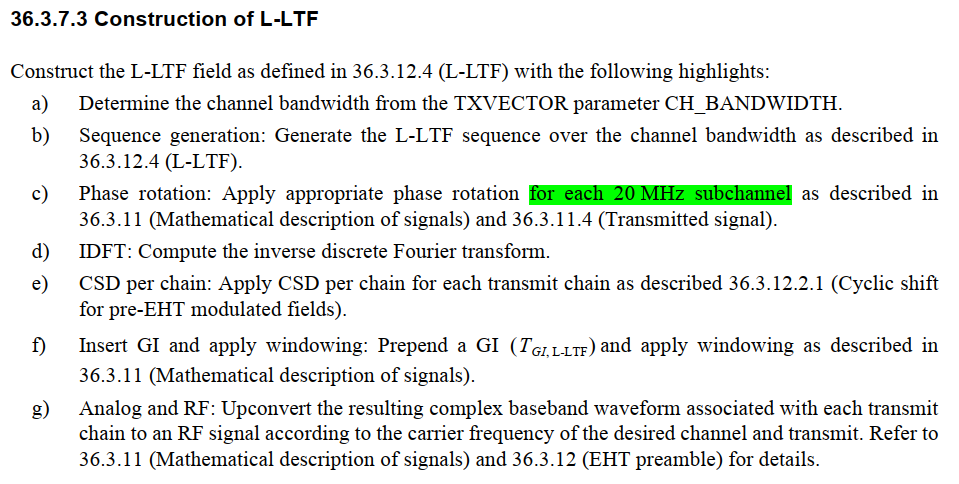 36.3.7.3 Construction of L-LTF
Construct the L-LTF field as defined in 36.3.12.4 (L-LTF) with the following highlights:
a) Determine the channel bandwidth from the TXVECTOR parameter CH_BANDWIDTH.
b) Sequence generation: Generate the L-LTF sequence over the channel bandwidth as described in
36.3.12.4 (L-LTF).
c) Phase rotation: Apply appropriate phase rotation for each 20 MHz subchannel as described in
36.3.11 (Mathematical description of signals) and 36.3.11.4 (Transmitted signal).
d) IDFT: Compute the inverse discrete Fourier transform.
e) CSD per chain: Apply CSD per chain for each transmit chain as described 36.3.12.2.1 (Cyclic shift
for pre-EHT modulated fields).
f) Insert GI and apply windowing: Prepend a GI (TGI, L-LTF) and apply windowing as described in
36.3.11 (Mathematical description of signals).
g) Analog and RF: Upconvert the resulting complex baseband waveform associated with each transmit
chain to an RF signal according to the carrier frequency of the desired channel and transmit. Refer to
36.3.11 (Mathematical description of signals) and 36.3.12 (EHT preamble) for details.